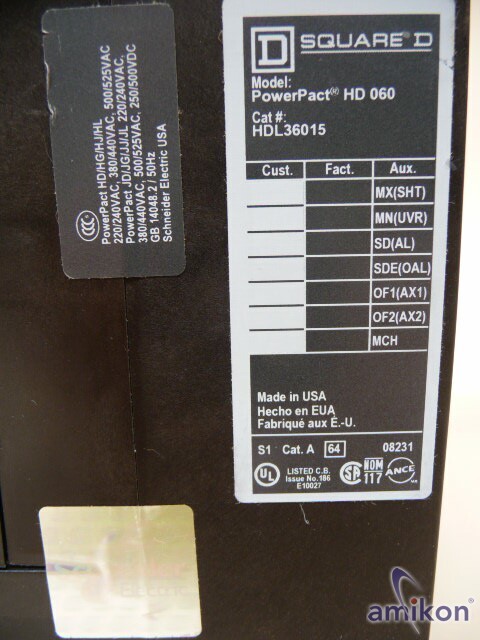 PowerPact HD/HG/HJ/HL
220/240VAC, 380/440VAC, 500/525VAC
PowerPact JD/JG/JJ/JL 220/240VAC,
380/440VAC, 500/525VAC, 250/500VDC
GB 14048.2 / 50Hz
Schneider Electric USA
CCC
D SQUARE D
Model:
PowerPact® HD 060
Cat #:
HDL36015
Cust. Fact. Aux.
MX(SHT)
MN(UVR)
SD(AL)
SDE(OAL)
OF1(AX1)
OF2(AX2)
MCH
Made in USA
Hecho en EUA
Fabriqué aux É.-U.
S1 Cat. A 64 08231
UL LISTED C.B.
Issue No.186
E10027
SA NOM
117
ANCE
amikon®